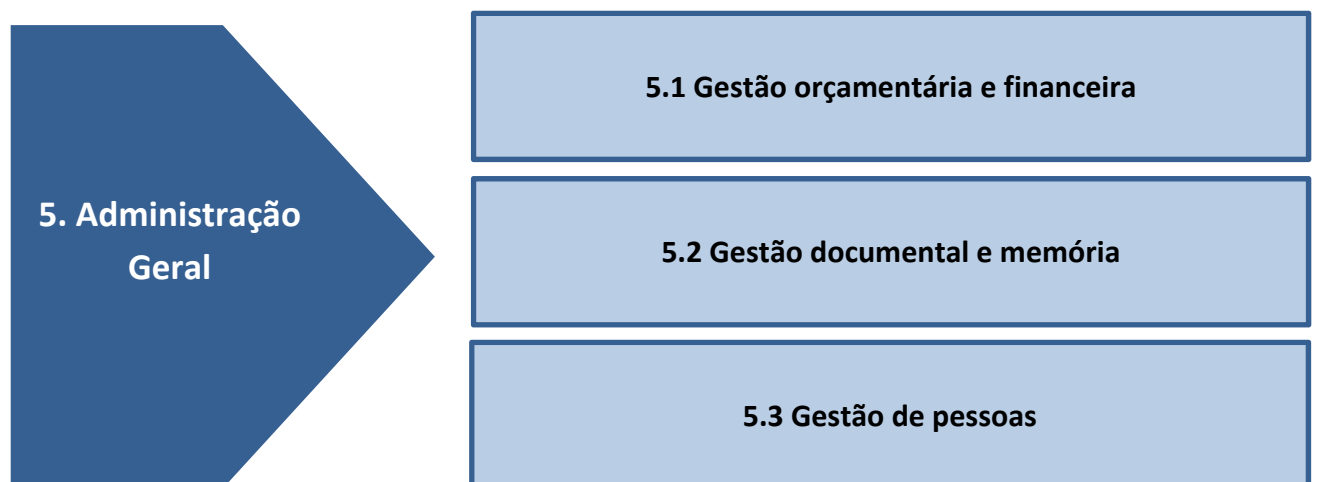 5. Administração
Geral
5.1 Gestão orçamentária e financeira
5.2 Gestão documental e memória
5.3 Gestão de pessoas